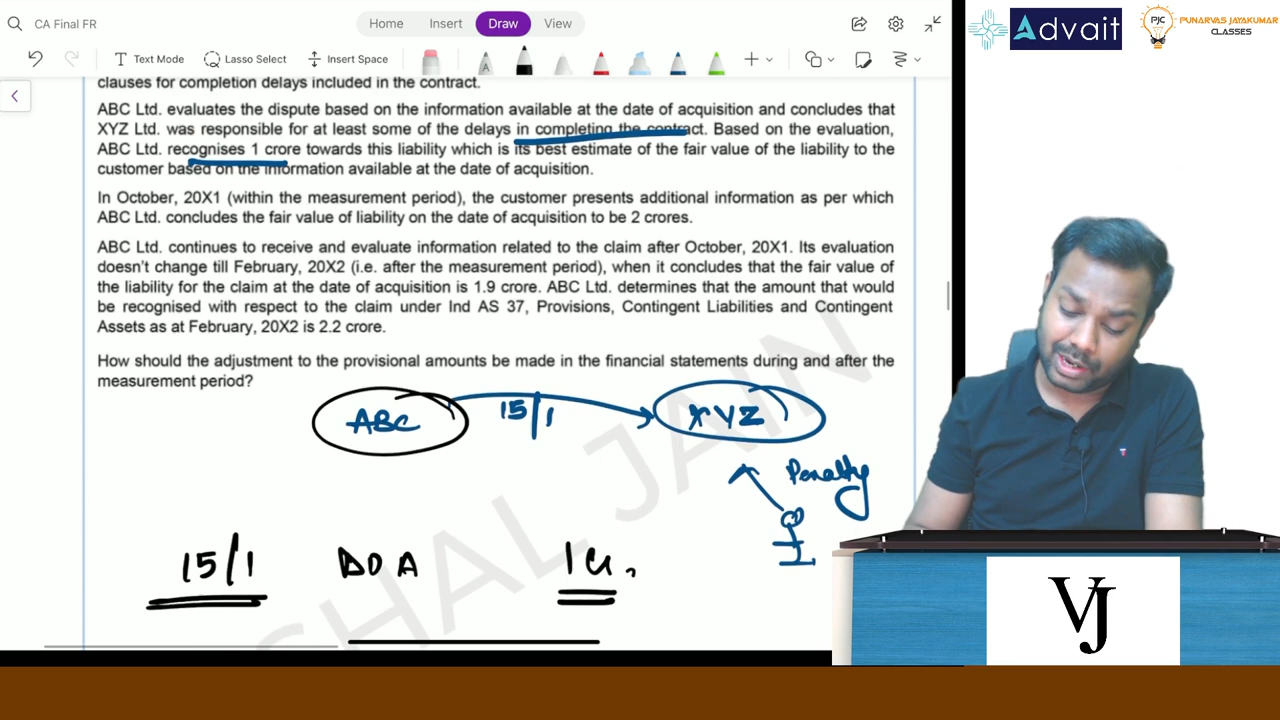 CA Final FR
Home Insert Draw View
Advait
PJC
PUNARVAS JAYAKUMAR
CLASSES
Text Mode Lasso Select Insert Space
clauses for completion delays included in the contract.
ABC Ltd. evaluates the dispute based on the information available at the date of acquisition and concludes that
XYZ Ltd. was responsible for at least some of the delays in completing the contract. Based on the evaluation,
ABC Ltd. recognises 1 crore towards this liability which is its best estimate of the fair value of the liability to the
customer based on the information available at the date of acquisition.
In October, 20X1 (within the measurement period), the customer presents additional information as per which
ABC Ltd. concludes the fair value of liability on the date of acquisition to be 2 crores.
ABC Ltd. continues to receive and evaluate information related to the claim after October, 20X1. Its evaluation
doesn't change till February, 20X2 (i.e. after the measurement period), when it concludes that the fair value of
the liability for the claim at the date of acquisition is 1.9 crore. ABC Ltd. determines that the amount that would
be recognised with respect to the claim under Ind AS 37, Provisions, Contingent Liabilities and Contingent
Assets as at February, 20X2 is 2.2 crore.
How should the adjustment to the provisional amounts be made in the financial statements during and after the
measurement period?
ABC 15/1 XYZ
Penalty
15/1 DOA 1 Cr.
SHAL JAIN
VJ